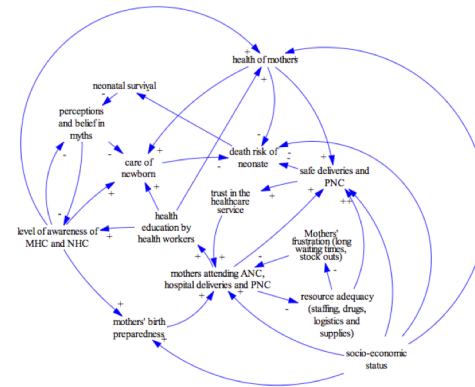 health of mothers
neonatal survival
perceptions
and belief in
myths
care of
newborn
death risk of
neonate
safe deliveries and
PNC
trust in the
healthcare
service
level of awareness of
MHC and NHC
health
education by
health workers
Mothers'
frustration (long
waiting times,
stock outs)
mothers attending ANC,
hospital deliveries and PNC
resource adequacy
(staffing, drugs,
logistics and
supplies)
mothers' birth
preparedness
socio-economic
status